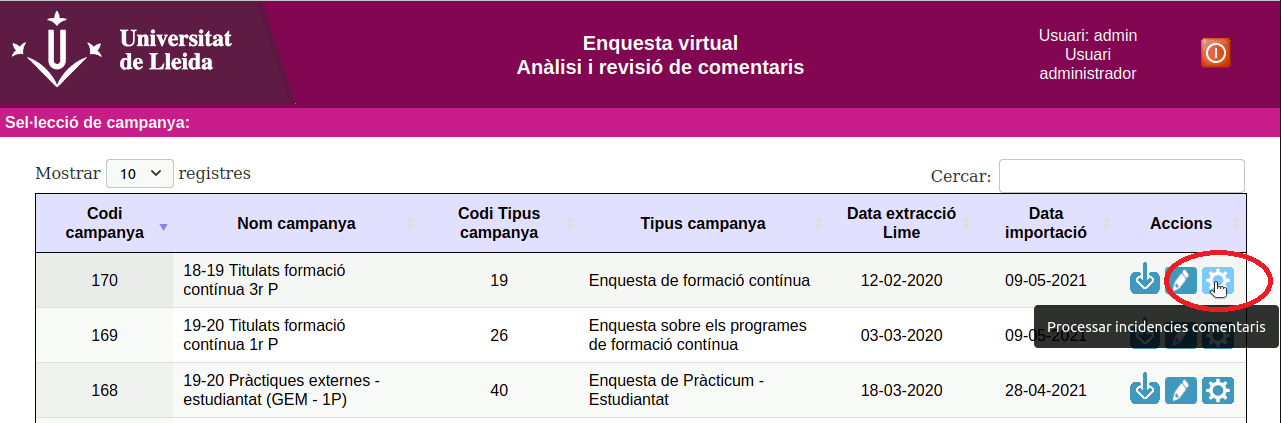 Universitat
de Lleida
Enquesta virtual
Anàlisi i revisió de comentaris
Usuari: admin
Usuari
administrador
Sel·lecció de campanya:
Mostrar 10 registres
Cercar:
Codi
campanya
Nom campanya
Codi Tipus
campanya
Tipus campanya
Data extracció
Lime
Data
importació
Accions
170
18-19 Titulats formació
contínua 3r P
19
Enquesta de formació contínua
12-02-2020
09-05-2021
Processar incidencies comentaris
169
19-20 Titulats formació
contínua 1r P
26
Enquesta sobre els programes
de formació contínua
03-03-2020
09-05-2021
168
19-20 Pràctiques externes -
estudiantat (GEM - 1P)
40
Enquesta de Pràcticum -
Estudiantat
18-03-2020
28-04-2021